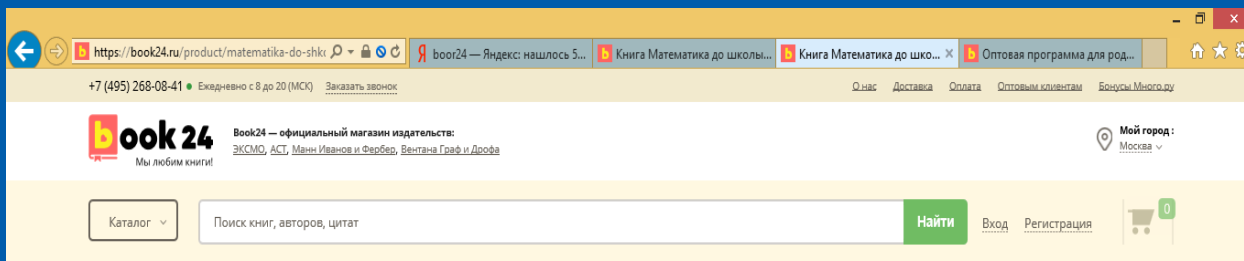 https://book24.ru/product/matematika-do-shko
Я boor24 — Яндекс: нашлось 5...
Книга Математика до школы...
Книга Математика до шко...
Оптовая программа для род...
+7 (495) 268-08-41 Ежедневно с 8 до 20 (МСК) Заказать звонок
О нас Доставка Оплата Оптовым клиентам Бонусы Много.ру
book 24
Мы любим книги!
Book24 — официальный магазин издательств:
ЭКСМО, АСТ, Манн Иванов и Фербер, Вентана Граф и Дрофа
Мой город :
Москва
Каталог
Поиск книг, авторов, цитат
Найти
Вход Регистрация
0